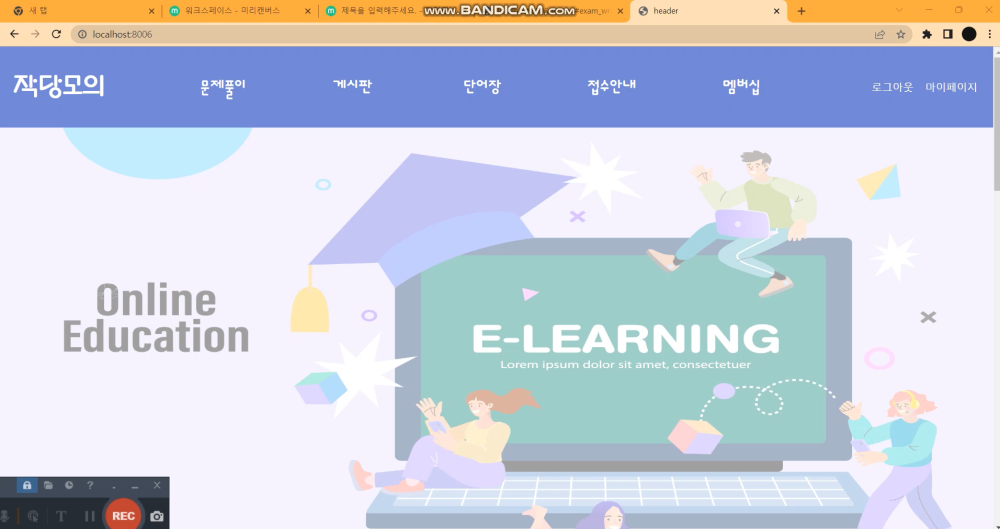 새 탭
워크스페이스 - 미리캔버스
제목을 입력해주세요. -
www.BANDICAM.com
#exam_w
header
localhost:8006
작당모의
문제풀이
게시판
단어장
접수안내
멤버십
로그아웃
마이페이지
Online
Education
E-LEARNING
Lorem ipsum dolor sit amet, consectetuer
REC